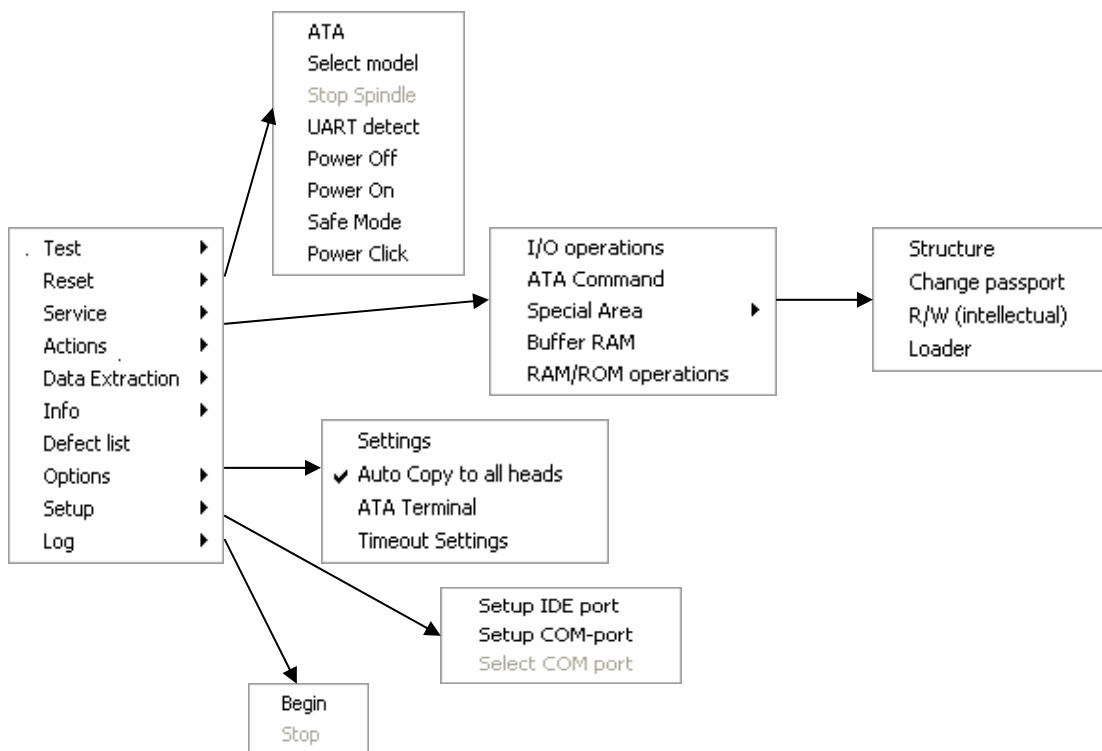 ATA
Select model
Stop Spindle
UART detect
Power Off
Power On
Safe Mode
Power Click
Test
Reset
Service
Actions
Data Extraction
Info
Defect list
Options
Setup
Log
I/O operations
ATA Command
Special Area
Buffer RAM
RAM/ROM operations
Structure
Change passport
R/W (intellectual)
Loader
Settings
Auto Copy to all heads
ATA Terminal
Timeout Settings
Setup IDE port
Setup COM-port
Select COM port
Begin
Stop